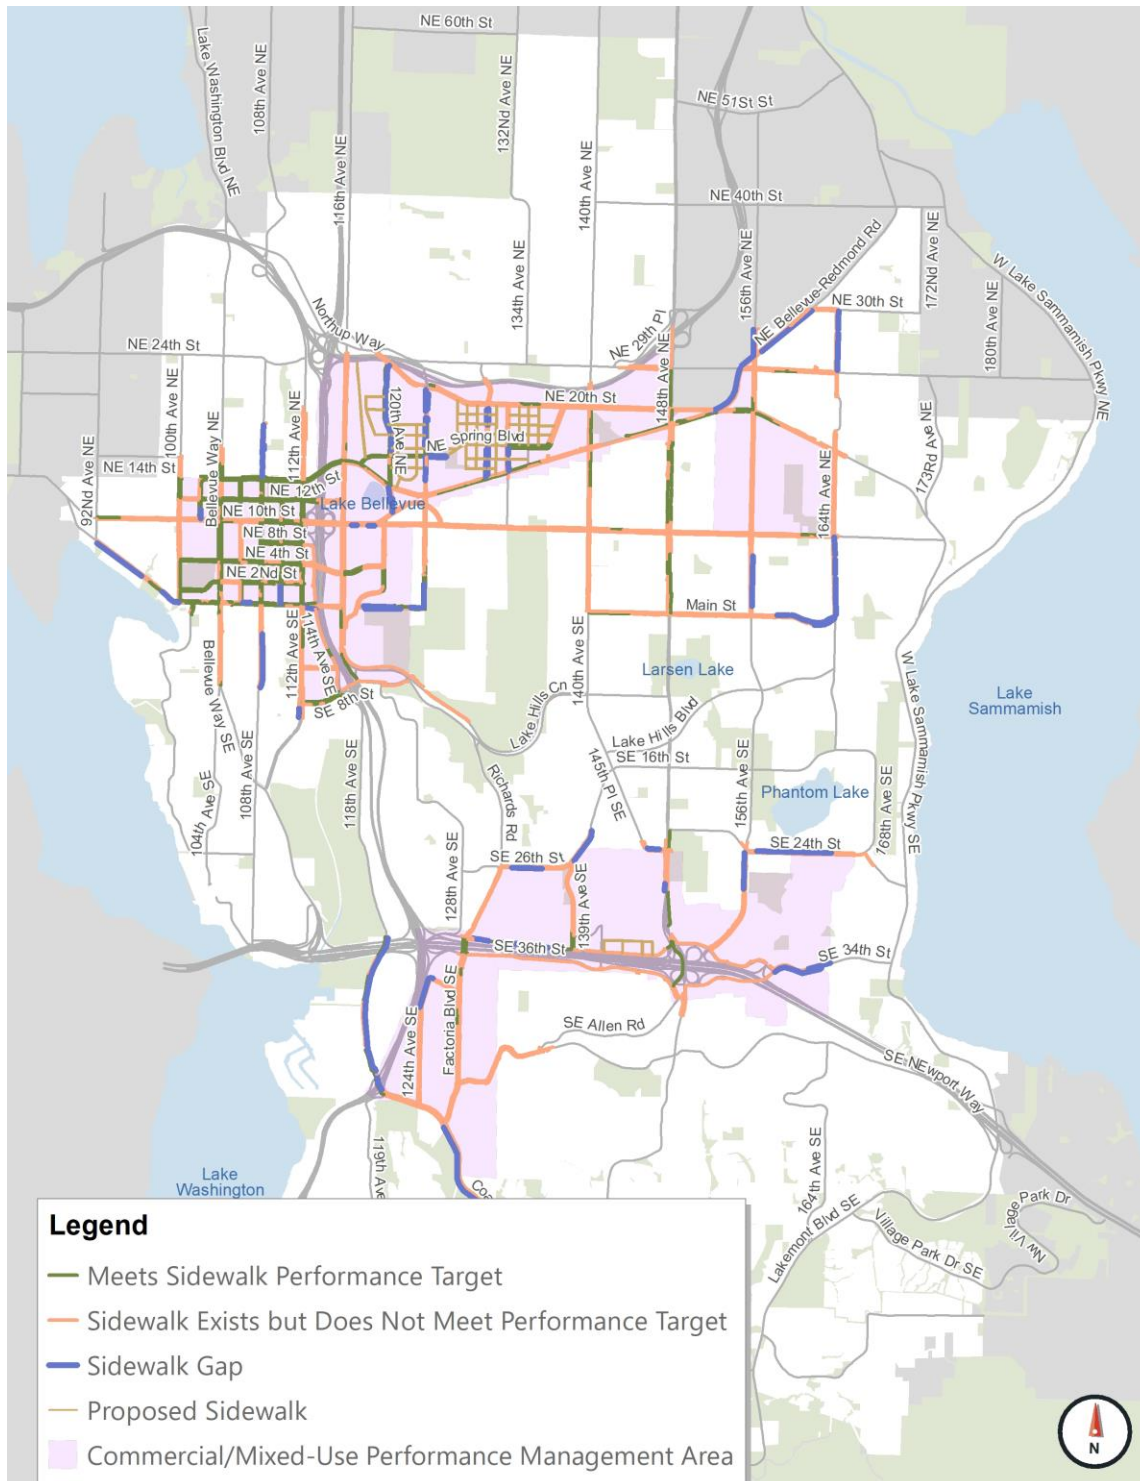 NE 60th St
Lake Washington Blvd NE
108th Ave NE
132Nd Ave NE
NE 51St St
116th Ave NE
140th Ave NE
NE 40th St
156th Ave NE
NE Bellevue-Redmond Rd
172Nd Ave NE
W Lake Sammamish Pkwy NE
134th Ave NE
Northup Way
NE 29th Pl
NE 30th St
180th Ave NE
NE 24th St
148th Ave NE
100th Ave NE
112th Ave NE
120th Ave NE
NE 20th St
Bellevue Way NE
NE Spring Blvd
173Rd Ave NE
92Nd Ave NE
NE 14th St
NE 12th St
Lake Bellevue
164th Ave NE
NE 10th St
NE 8th St
NE 4th St
NE 2Nd St
Main St
112th Ave SE
114th Ave SE
140th Ave SE
Bellevue Way SE
Larsen Lake
W Lake Sammamish Pkwy SE
Lake
Sammamish
SE 8th St
Lake Hills Cn
Lake Hills Blvd
SE 16th St
104th Ave SE
108th Ave SE
118th Ave SE
Richards Rd
145th Pl SE
156th Ave SE
Phantom Lake
168th Ave SE
SE 24th St
SE 26th St
128th Ave SE
139th Ave SE
SE 36th St
SE 34th St
124th Ave SE
Factoria Blvd SE
SE Allen Rd
SE NEwport Way
119th Ave
Lake
Washington
Coa
164th Ave SE
Lakemont Blvd SE
Village Park Dr SE
NW Village Park Dr
Legend
Meets Sidewalk Performance Target
Sidewalk Exists but Does Not Meet Performance Target
Sidewalk Gap
Proposed Sidewalk
Commercial/Mixed-Use Performance Management Area
N